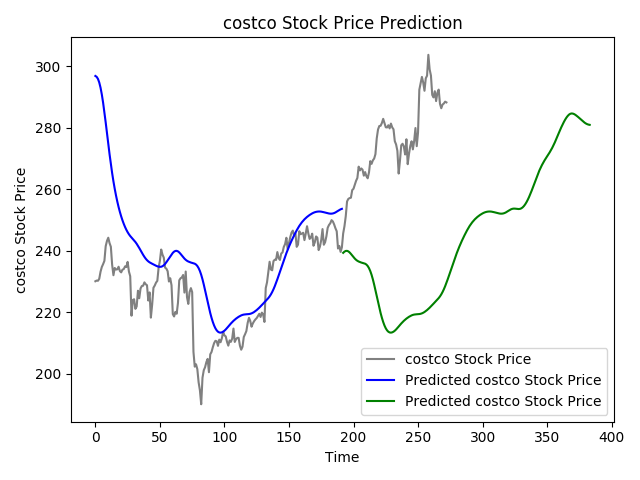 costco Stock Price Prediction
costco Stock Price
300
280
260
240
220
200
0
50
100
150
200
250
300
350
400
Time
costco Stock Price
Predicted costco Stock Price
Predicted costco Stock Price